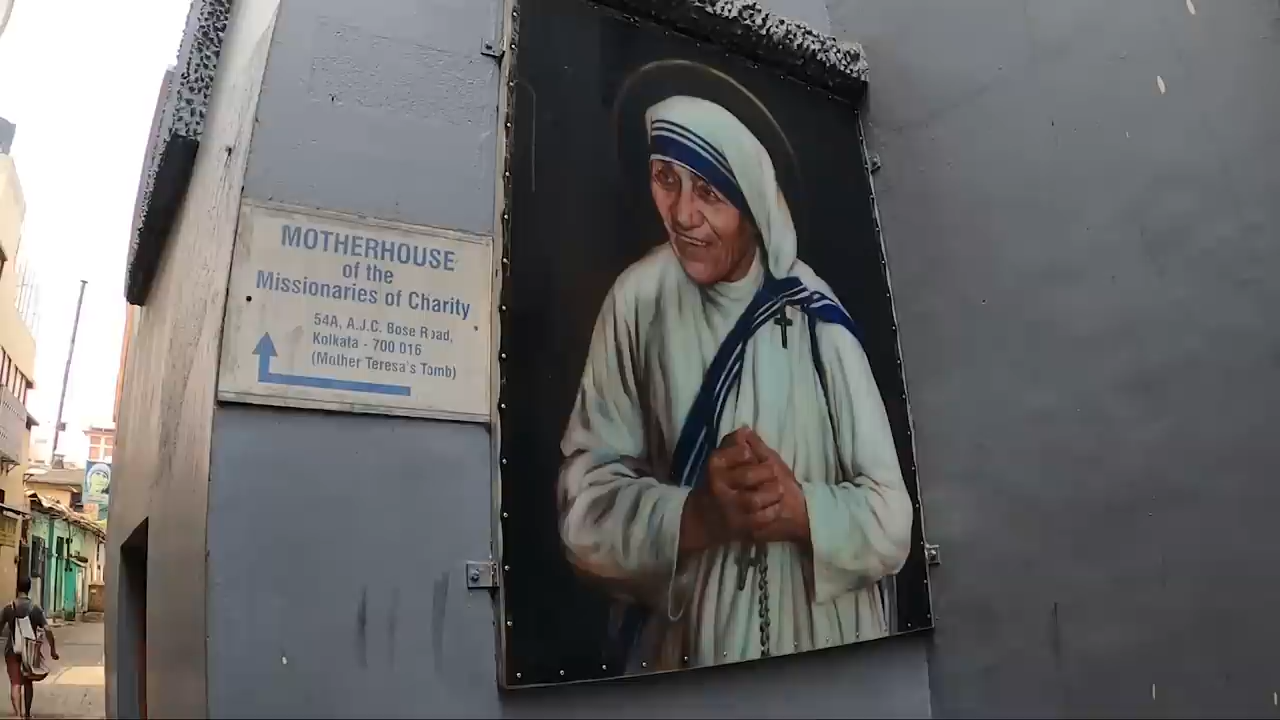 MOTHERHOUSE
of the
Missionaries of Charity
54A, A.J.C. Bose Road,
Kolkata - 700 016
(Mother Teresa's Tomb)